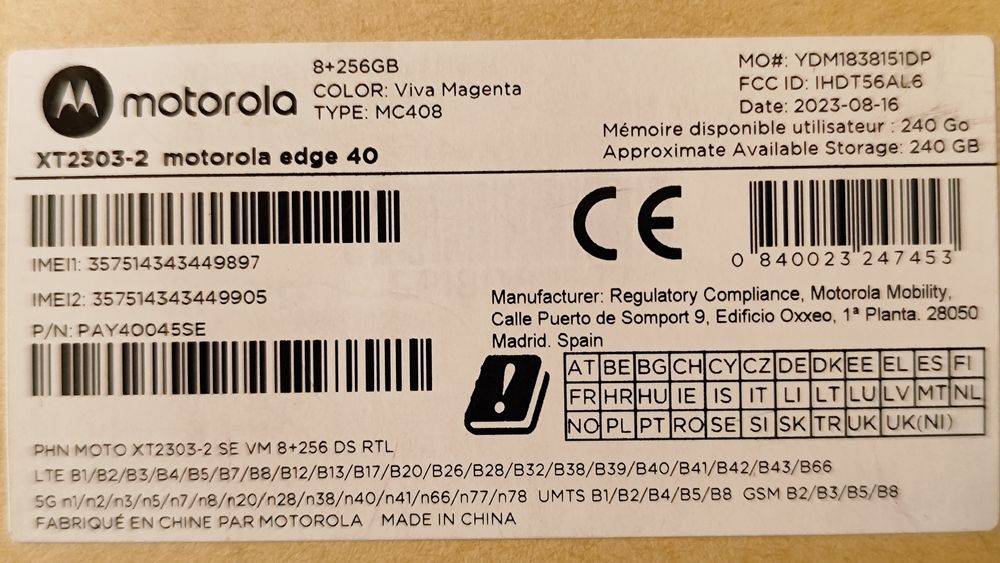 motorola
8+256GB
COLOR: Viva Magenta
TYPE: MC408
XT2303-2 motorola edge 40
MO#: YDM1838151DP
FCC ID: IHDT56AL6
Date: 2023-08-16
Mémoire disponible utilisateur : 240 Go
Approximate Available Storage: 240 GB
IMEI1: 357514343449897
IMEI2: 357514343449905
P/N: PAY40045SE
CE
0 840023 247453
Manufacturer: Regulatory Compliance, Motorola Mobility,
Calle Puerto de Somport 9, Edificio Oxxeo, 1ª Planta. 28050
Madrid. Spain
AT BE BG CH CY CZ DE DK EE EL ES FI
FR HR HU IE IS IT LI LT LU LV MT NL
NO PL PT RO SE SI SK TR UK UK(NI)
PHN MOTO XT2303-2 SE VM 8+256 DS RTL
LTE B1/B2/B3/B4/B5/B7/B8/B12/B13/B17/B20/B26/B28/B32/B38/B39/B40/B41/B42/B43/B66
5G n1/n2/n3/n5/n7/n8/n20/n28/n38/n40/n41/n66/n77/n78 UMTS B1/B2/B4/B5/B8 GSM B2/B3/B5/B8
FABRIQUÉ EN CHINE PAR MOTOROLA MADE IN CHINA